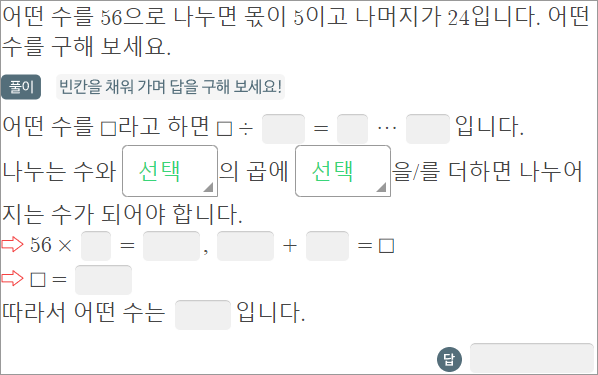 어떤 수를 56으로 나누면 몫이 5이고 나머지가 24입니다. 어떤
수를 구해 보세요.
풀이 빈칸을 채워 가며 답을 구해 보세요!
어떤 수를 □라고 하면 □ ÷ = ⋯ 입니다.
나누는 수와 선택 의 곱에 선택 을/를 더하면 나누어
지는 수가 되어야 합니다.
⇨ 56 × = , + = □
⇨ □ =
따라서 어떤 수는 입니다.
답